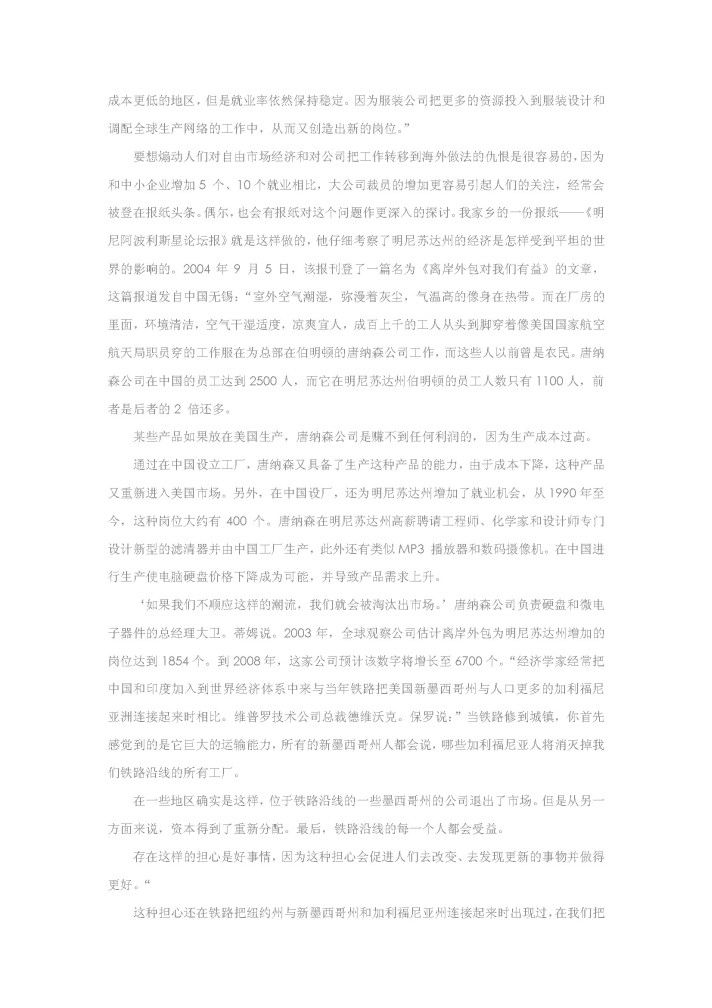 成本更低的地区，但是就业率依然保持稳定。因为服装公司把更多的资源投入到服装设计和
调配全球生产网络的工作中，从而又创造出新的岗位。”
要想煽动人们对自由市场经济和对公司把工作转移到海外做法的仇恨是很容易的，因为
和中小企业增加 5 个、10 个就业相比，大公司裁员的增加更容易引起人们的关注，经常会
被登在报纸头条。偶尔，也会有报纸对这个问题作更深入的探讨。我家乡的一份报纸——《明
尼阿波利斯星论坛报》就是这样做的，他仔细考察了明尼苏达州的经济是怎样受到平坦的世
界的影响的。2004 年 9 月 5 日，该报刊登了一篇名为《离岸外包对我们有益》的文章，
这篇报道发自中国无锡：“室外空气潮湿，弥漫着灰尘，气温高的像身在热带。而在厂房的
里面，环境清洁，空气干湿适度，凉爽宜人，成百上千的工人从头到脚穿着像美国国家航空
航天局职员穿的工作服在为总部在伯明顿的唐纳森公司工作，而这些人以前曾是农民。唐纳
森公司在中国的员工达到 2500 人，而它在明尼苏达州伯明顿的员工人数只有 1100 人，前
者是后者的 2 倍还多。
某些产品如果放在美国生产，唐纳森公司是赚不到任何利润的，因为生产成本过高。
通过在中国设立工厂，唐纳森又具备了生产这种产品的能力，由于成本下降，这种产品
又重新进入美国市场。另外，在中国设厂，还为明尼苏达州增加了就业机会，从 1990 年至
今，这种岗位大约有 400 个。唐纳森在明尼苏达州高薪聘请工程师、化学家和设计师专门
设计新型的滤清器并由中国工厂生产，此外还有类似 MP3 播放器和数码摄像机。在中国进
行生产使电脑硬盘价格下降成为可能，并导致产品需求上升。
‘如果我们不顺应这样的潮流，我们就会被淘汰出市场。’唐纳森公司负责硬盘和微电
子器件的总经理大卫。蒂姆说。2003 年，全球观察公司估计离岸外包为明尼苏达州增加的
岗位达到 1854 个。到 2008 年，这家公司预计该数字将增长至 6700 个。“经济学家经常把
中国和印度加入到世界经济体系中来与当年铁路把美国新墨西哥州与人口更多的加利福尼
亚洲连接起来时相比。维普罗技术公司总裁德维沃克。保罗说：”当铁路修到城镇，你首先
感觉到的是它巨大的运输能力，所有的新墨西哥州人都会说，哪些加利福尼亚人将消灭掉我
们铁路沿线的所有工厂。
在一些地区确实是这样，位于铁路沿线的一些墨西哥州的公司退出了市场。但是从另一
方面来说，资本得到了重新分配。最后，铁路沿线的每一个人都会受益。
存在这样的担心是好事情，因为这种担心会促进人们去改变、去发现更新的事物并做得
更好。“
这种担心还在铁路把纽约州与新墨西哥州和加利福尼亚州连接起来时出现过，在我们把